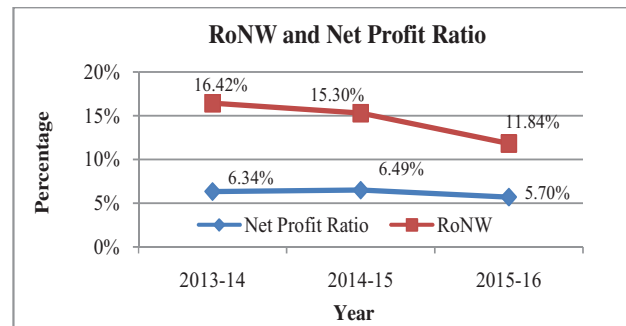 RoNW and Net Profit Ratio
20%
15%
10%
5%
0%
Percentage
16.42%
15.30%
11.84%
6.34%
6.49%
5.70%
Net Profit Ratio
RoNW
2013-14
2014-15
2015-16
Year